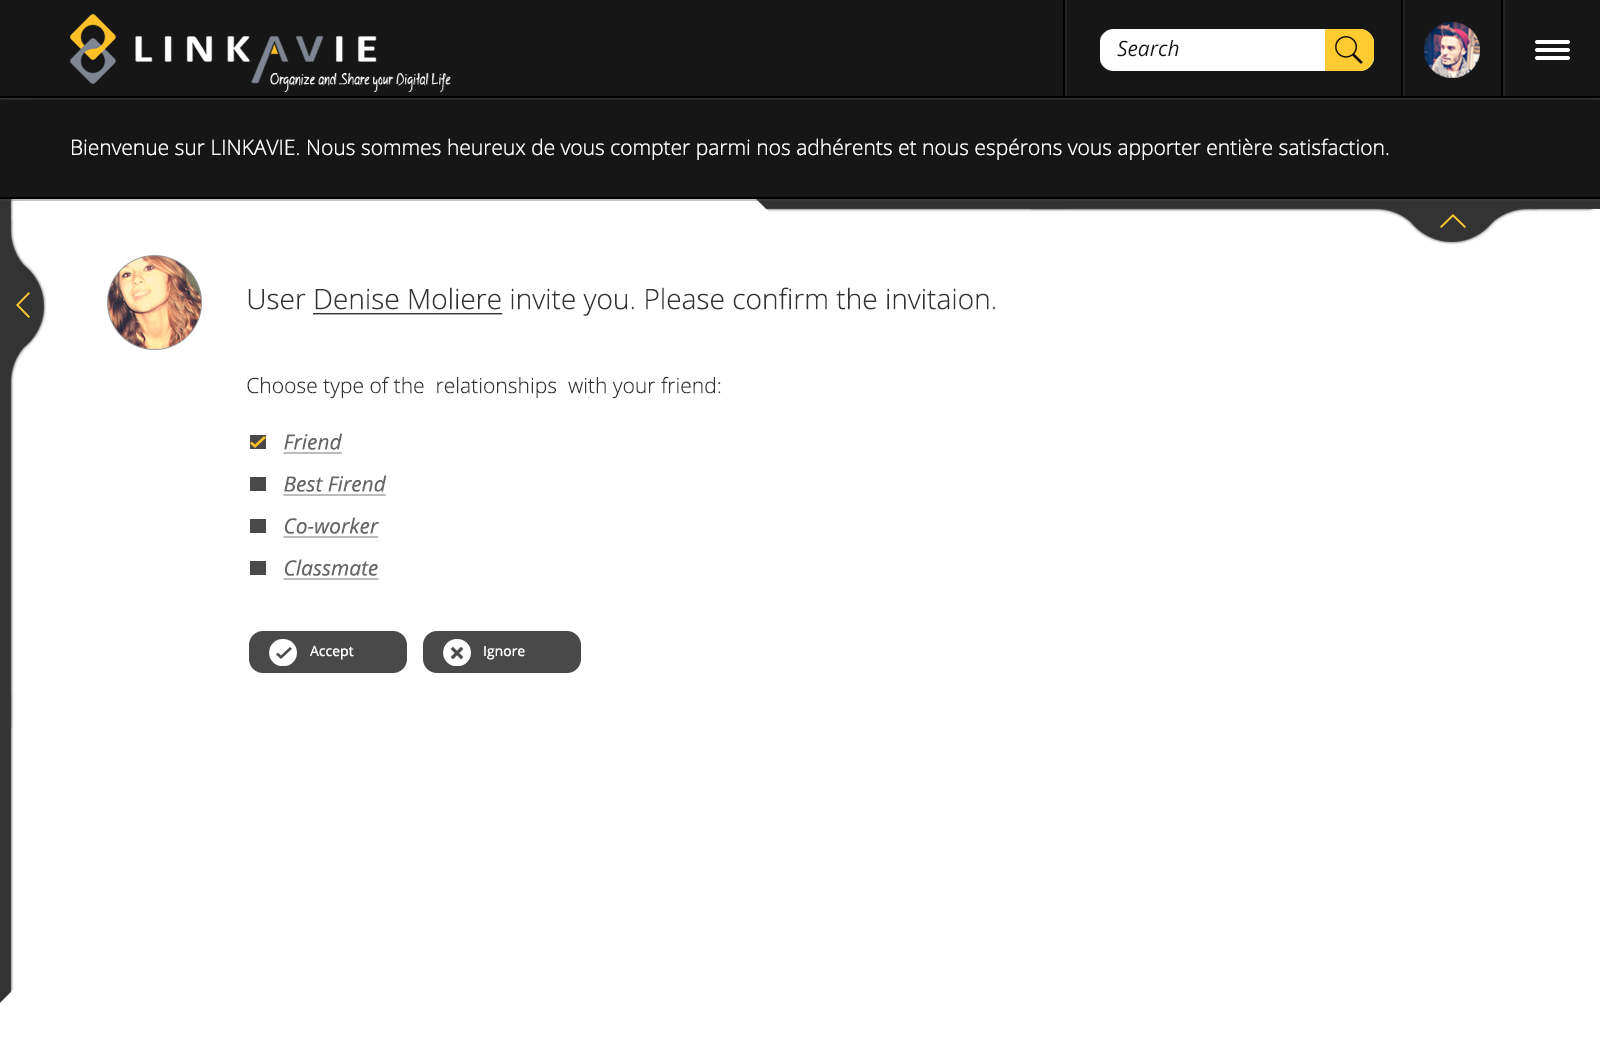 LINKAVIE
Organize and Share your Digital Life
Search
Bienvenue sur LINKAVIE. Nous sommes heureux de vous compter parmi nos adhérents et nous espérons vous apporter entière satisfaction.
User Denise Moliere invite you. Please confirm the invitaion.
Choose type of the relationships with your friend:
Friend
Best Firend
Co-worker
Classmate
Accept
Ignore